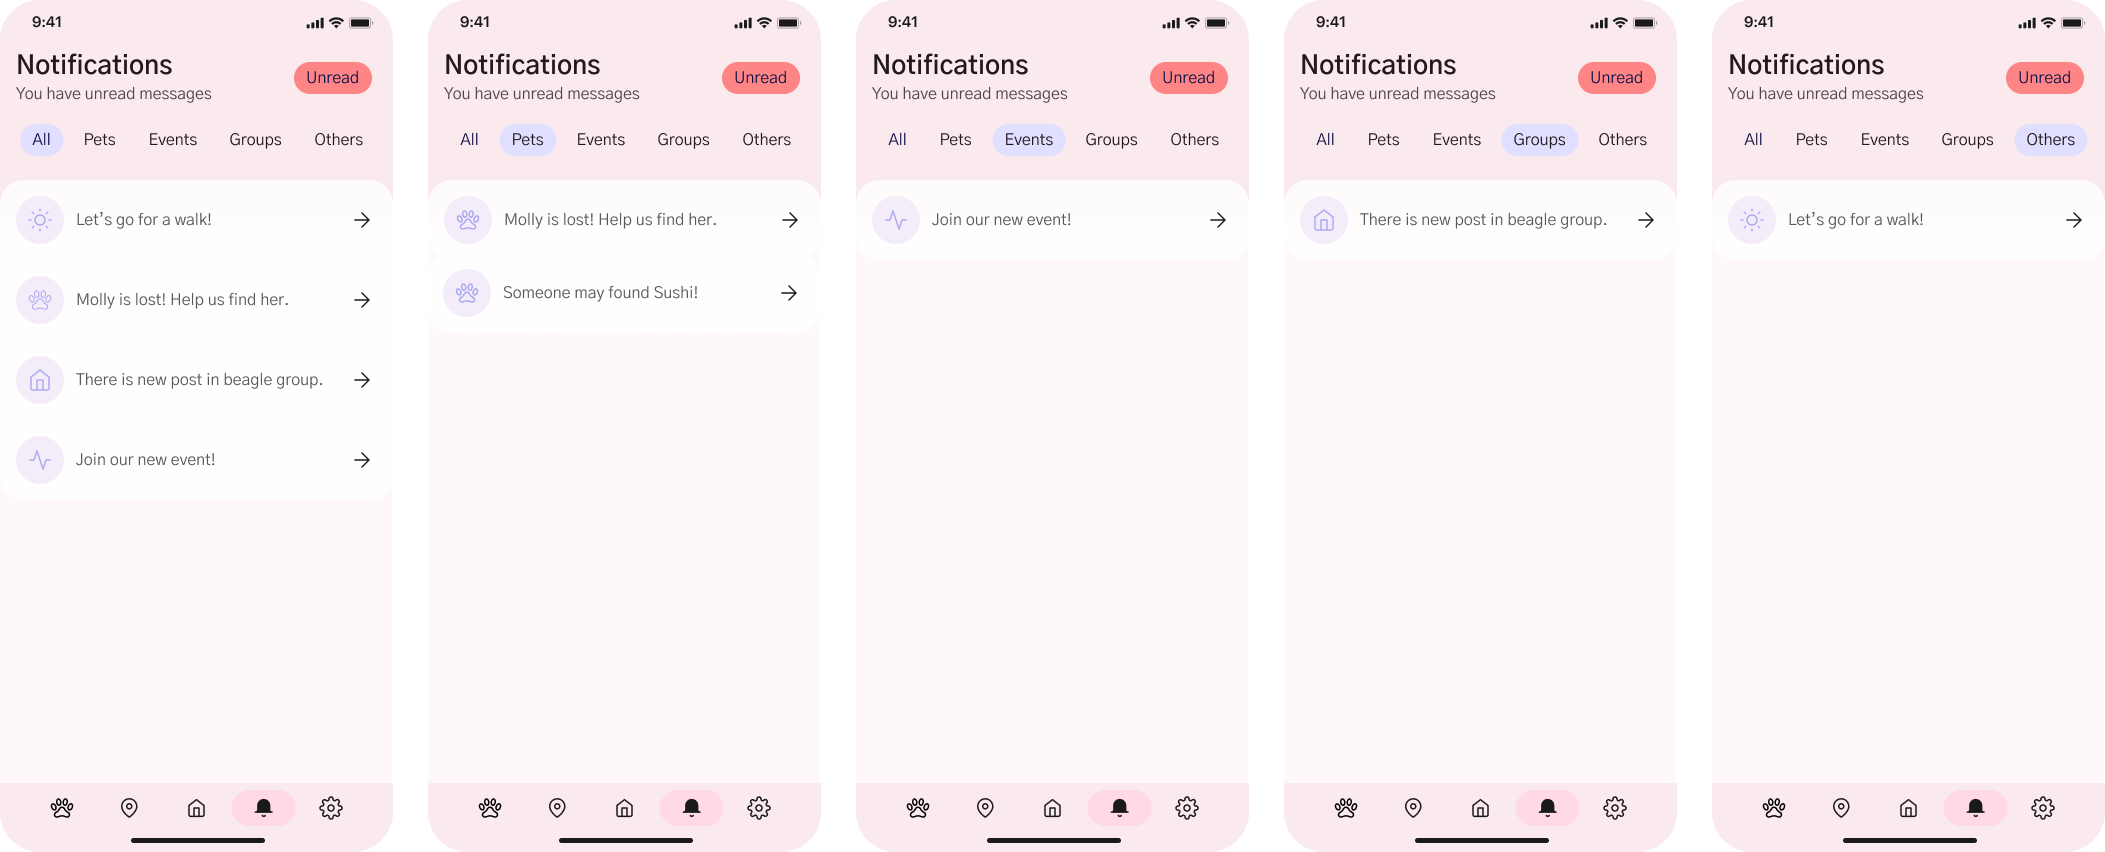 9:41
Notifications
You have unread messages
Unread
All Pets Events Groups Others
Let's go for a walk!
Molly is lost! Help us find her.
There is new post in beagle group.
Join our new event!
9:41
Notifications
You have unread messages
Unread
All Pets Events Groups Others
Molly is lost! Help us find her.
Someone may found Sushi!
9:41
Notifications
You have unread messages
Unread
All Pets Events Groups Others
Join our new event!
9:41
Notifications
You have unread messages
Unread
All Pets Events Groups Others
There is new post in beagle group.
9:41
Notifications
You have unread messages
Unread
All Pets Events Groups Others
Let's go for a walk!